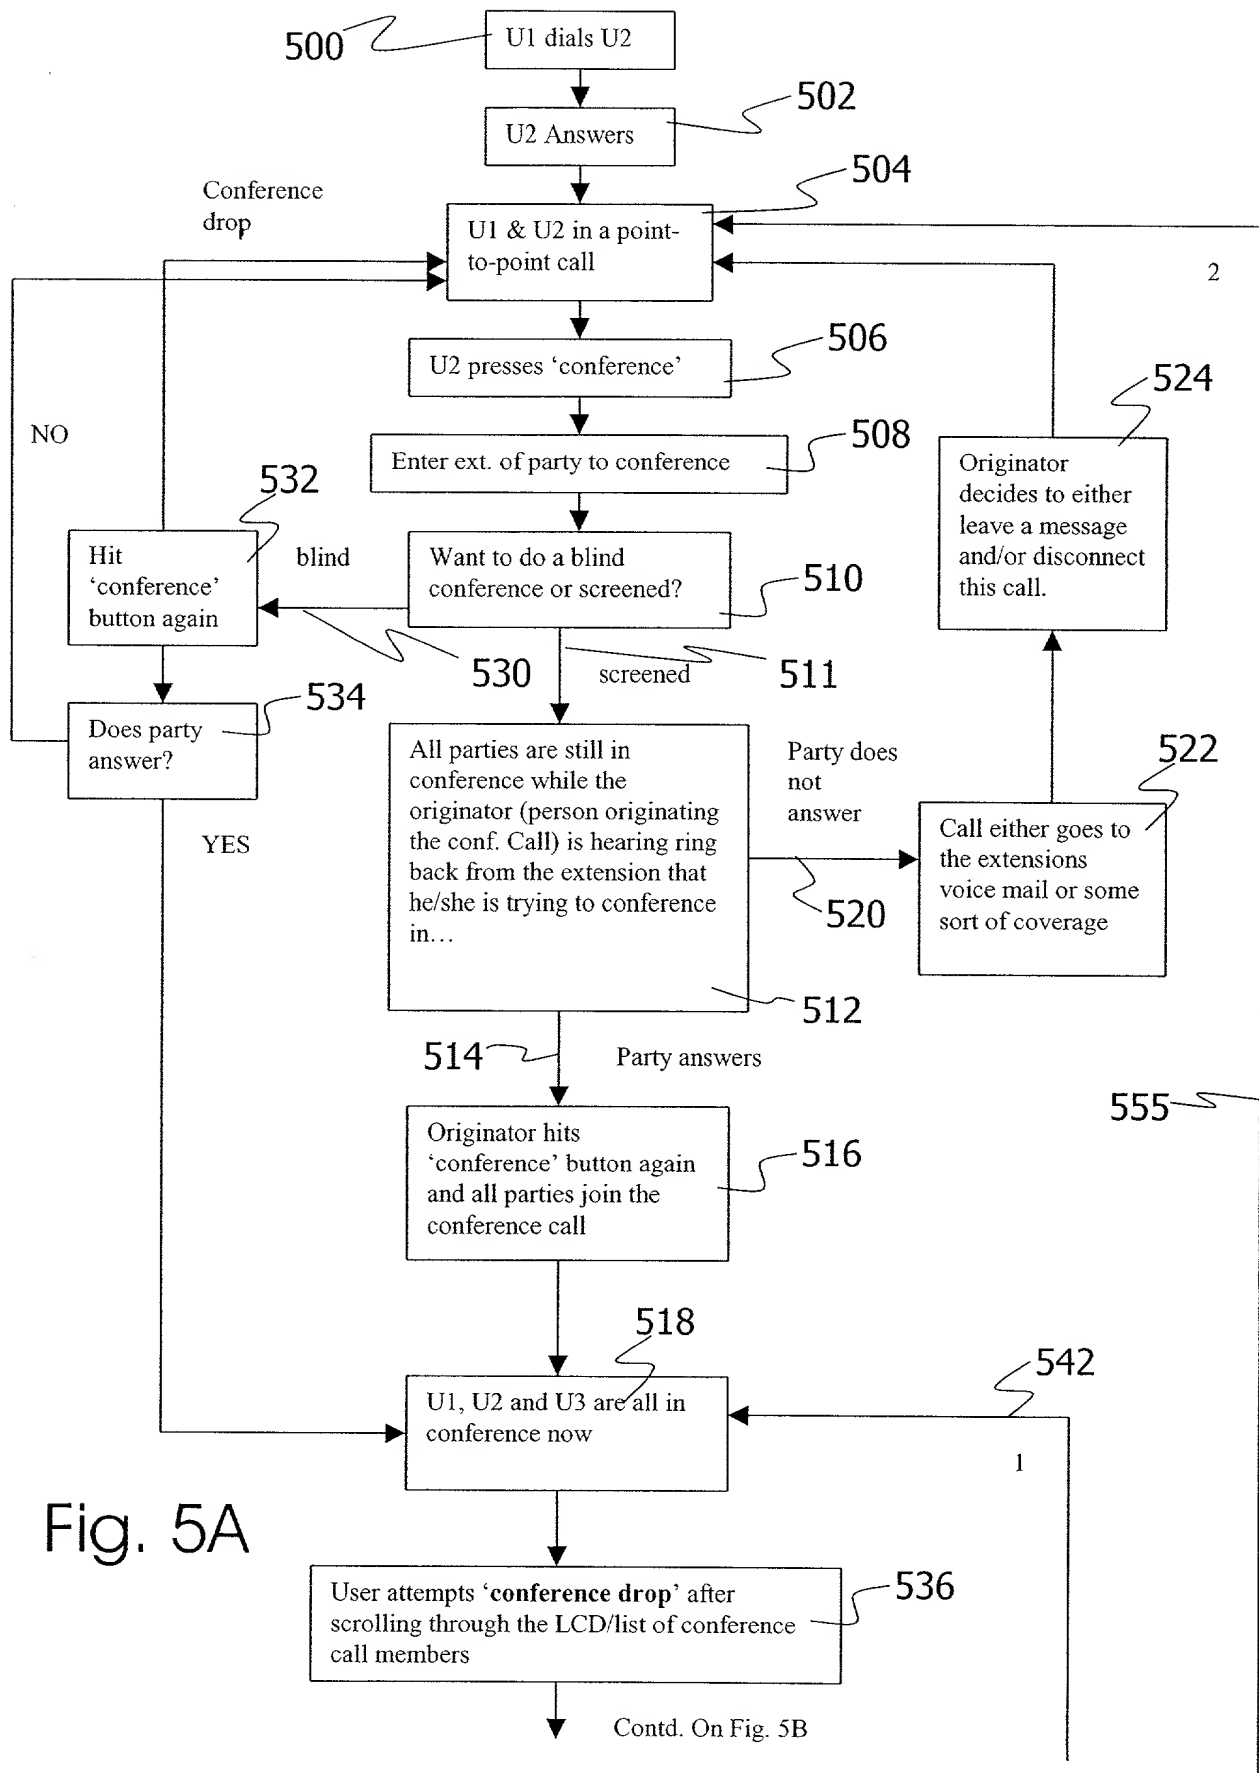 500
U1 dials U2
502
U2 Answers
504
Conference
drop
U1 & U2 in a point-
to-point call
2
506
U2 presses ‘conference’
524
NO
508
Enter ext. of party to conference
Originator
decides to either
leave a message
and/or disconnect
this call.
532
Hit
‘conference’
button again
blind
Want to do a blind
conference or screened?
510
530
screened
511
534
Does party
answer?
All parties are still in
conference while the
originator (person originating
the conf. Call) is hearing ring
back from the extension that
he/she is trying to conference
in…
Party does
not
answer
522
YES
Call either goes to
the extensions
voice mail or some
sort of coverage
520
512
514
Party answers
555
Originator hits
‘conference’ button again
and all parties join the
conference call
516
518
542
U1, U2 and U3 are all in
conference now
1
Fig. 5A
User attempts ‘conference drop’ after
scrolling through the LCD/list of conference
call members
536
Contd. On Fig. 5B